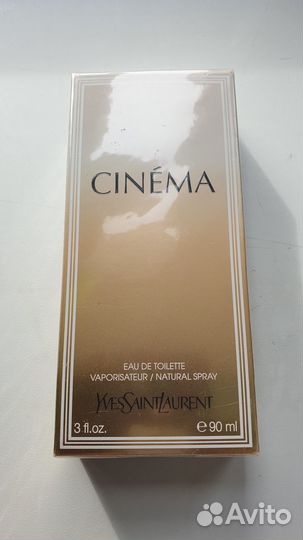 CINÉMA
EAU DE TOILETTE
VAPORISATEUR / NATURAL SPRAY
YVESSAINTLAURENT
3 fl.oz. ℮ 90 ml
Avito